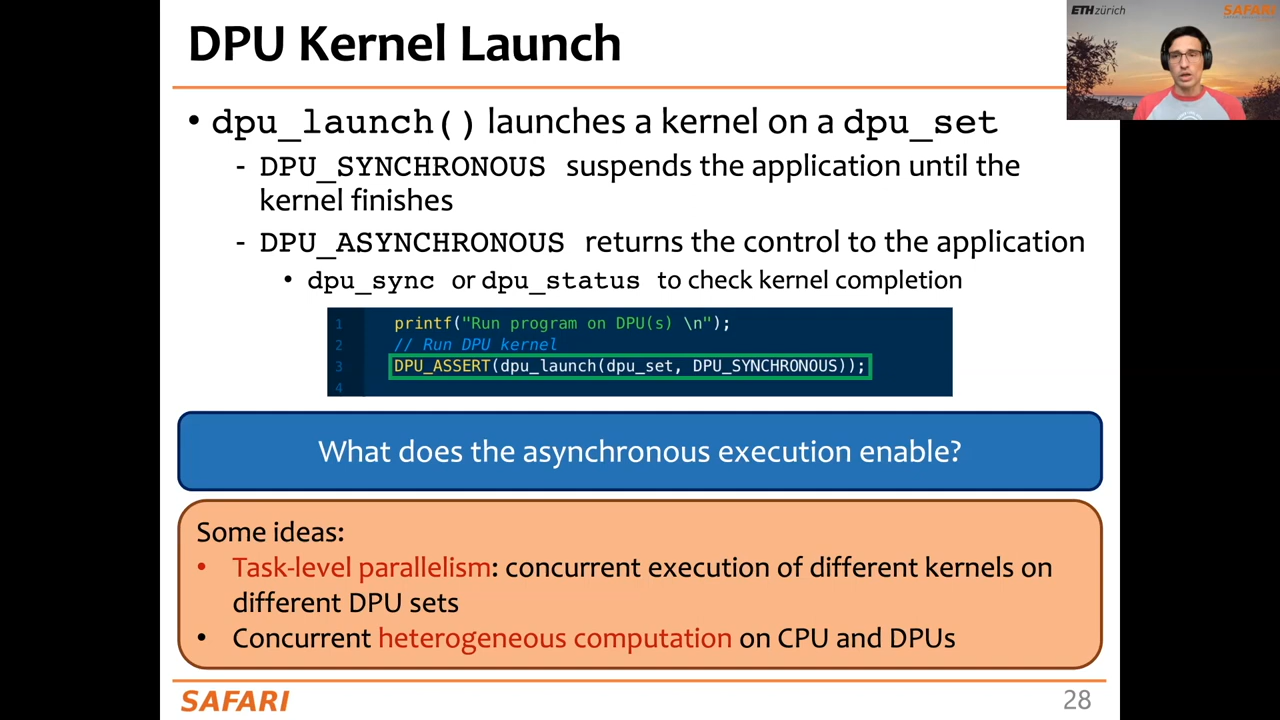 DPU Kernel Launch
ETHzürich
SAFARI
• dpu_launch() launches a kernel on a dpu_set
- DPU_SYNCHRONOUS suspends the application until the
kernel finishes
- DPU_ASYNCHRONOUS returns the control to the application
• dpu_sync or dpu_status to check kernel completion
1 printf("Run program on DPU(s) \n");
2 // Run DPU kernel
3 DPU_ASSERT(dpu_launch(dpu_set, DPU_SYNCHRONOUS));
4
What does the asynchronous execution enable?
Some ideas:
• Task-level parallelism: concurrent execution of different kernels on
different DPU sets
• Concurrent heterogeneous computation on CPU and DPUs
SAFARI
28